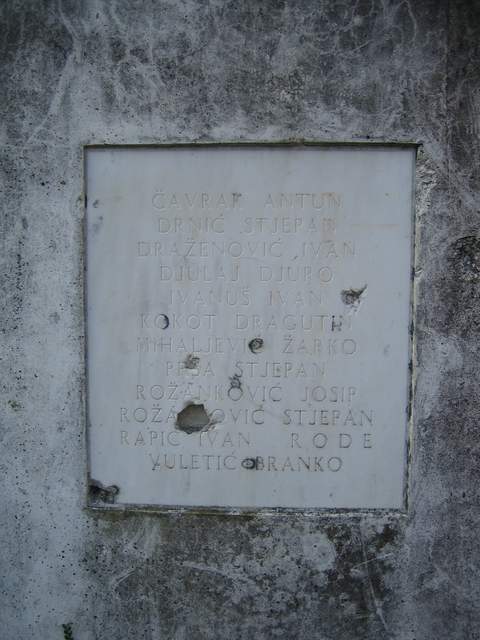 ČAVRAK ANTUN
DRNIĆ STJEPAN
DRAŽENOVIĆ IVAN
DJULAJ DJURO
IVANUŠ IVAN
KOKOT DRAGUTIN
MIHALJEVIĆ ŽARKO
STJEPAN
ROŽANKOVIĆ JOSIP
STJEPAN
RAPIĆ IVAN RODE
VULETIĆ BRANKO